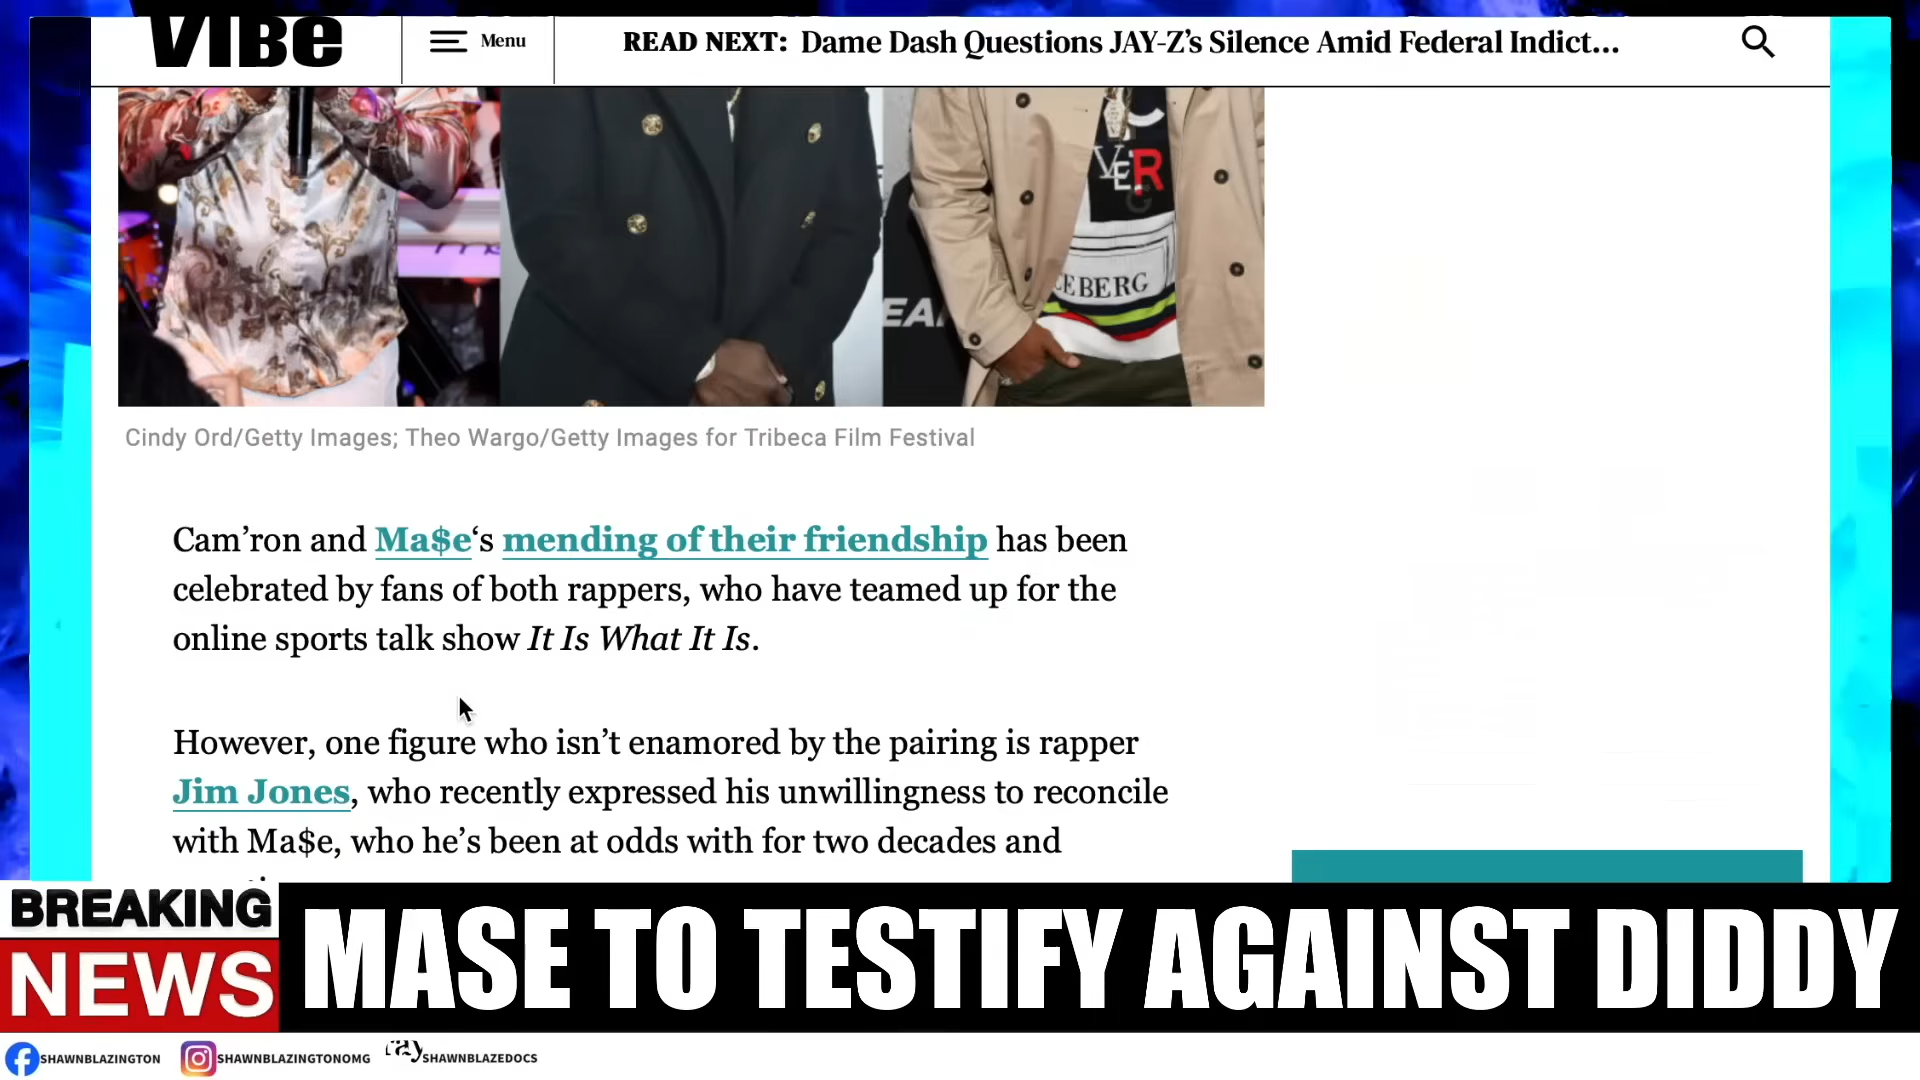 VIBe
Menu
READ NEXT: Dame Dash Questions JAY-Z’s Silence Amid Federal Indict...
VER
EBERG
EA
Cindy Ord/Getty Images; Theo Wargo/Getty Images for Tribeca Film Festival
Cam’ron and Ma$e‘s mending of their friendship has been
celebrated by fans of both rappers, who have teamed up for the
online sports talk show It Is What It Is.
However, one figure who isn’t enamored by the pairing is rapper
Jim Jones, who recently expressed his unwillingness to reconcile
with Ma$e, who he’s been at odds with for two decades and
BREAKING
NEWS
MASE TO TESTIFY AGAINST DIDDY
SHAWNBLAZINGTON
SHAWNBLAZINGTONOMG
SHAWNBLAZEDOCS